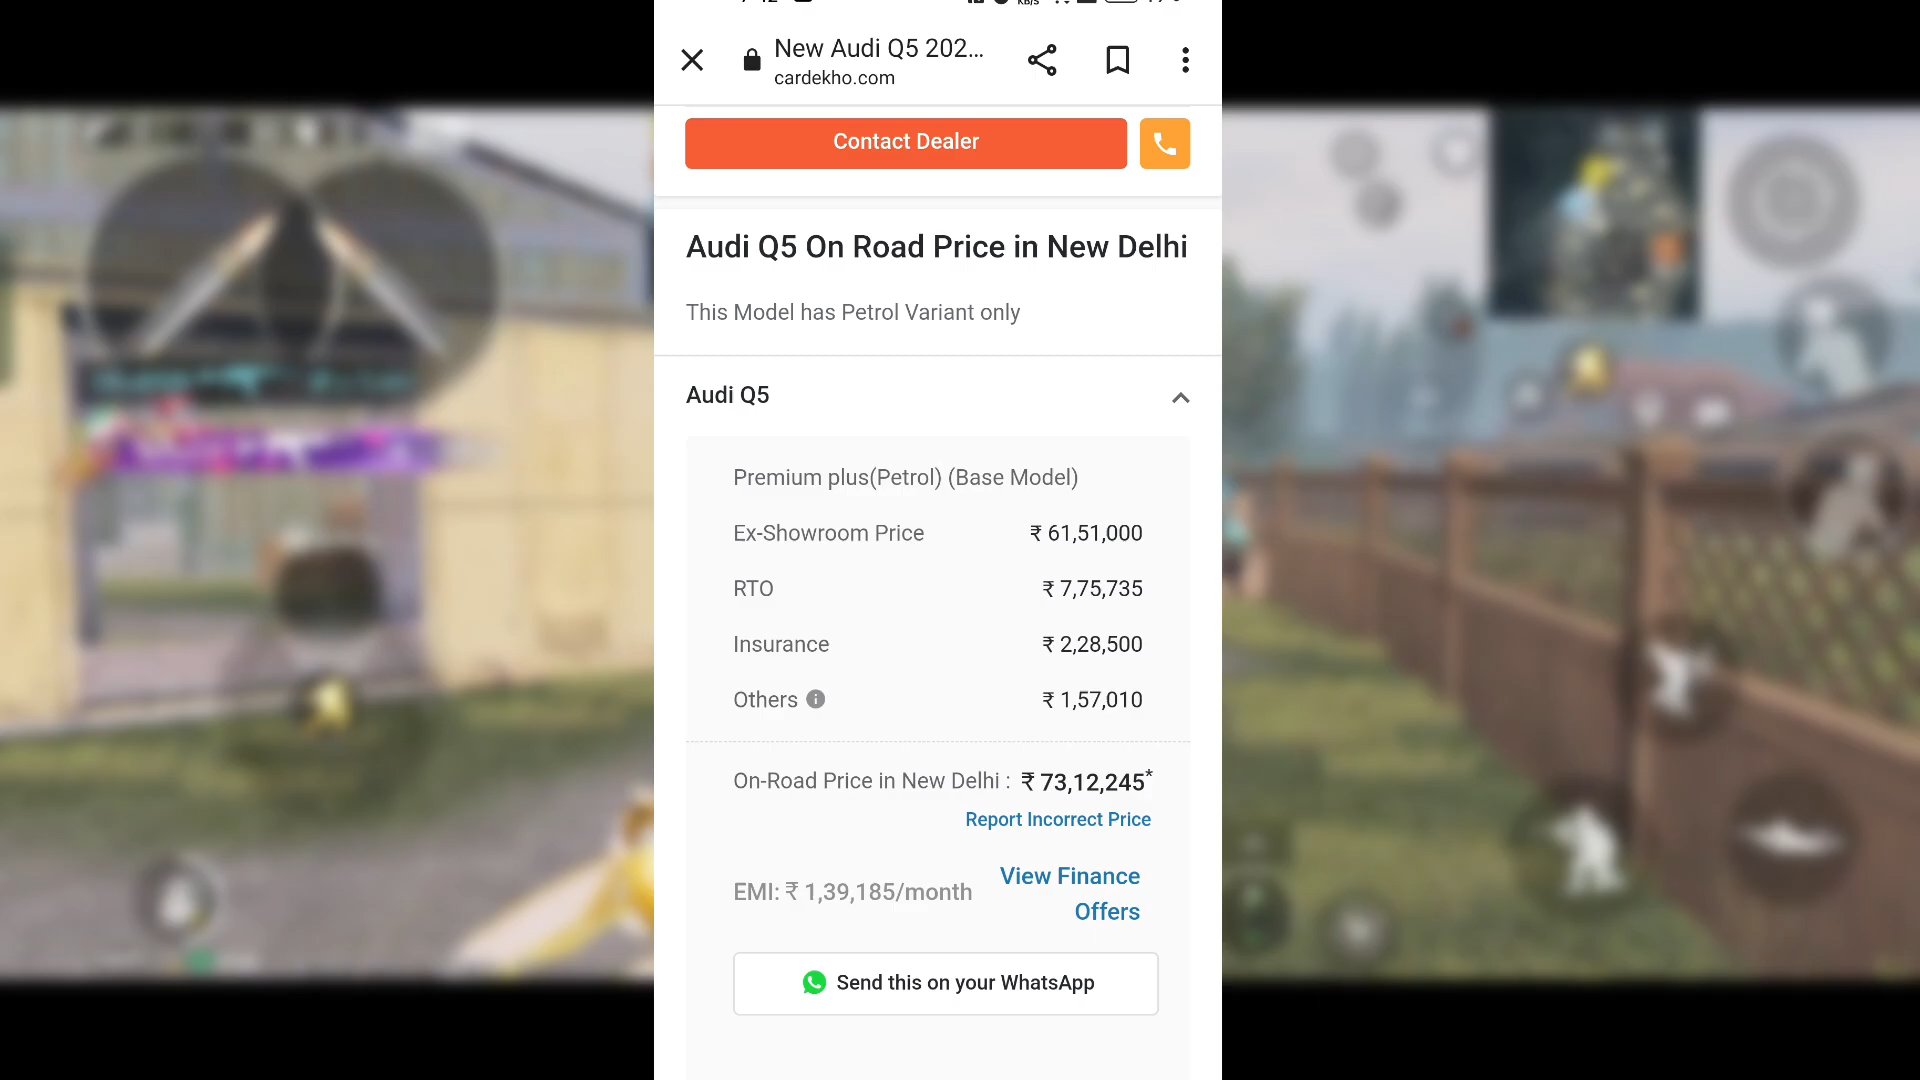 New Audi Q5 202...
cardekho.com
Contact Dealer
Audi Q5 On Road Price in New Delhi
This Model has Petrol Variant only
Audi Q5
Premium plus(Petrol) (Base Model)
Ex-Showroom Price ₹ 61,51,000
RTO ₹ 7,75,735
Insurance ₹ 2,28,500
Others ₹ 1,57,010
On-Road Price in New Delhi : ₹ 73,12,245*
Report Incorrect Price
EMI: ₹ 1,39,185/month
View Finance
Offers
Send this on your WhatsApp